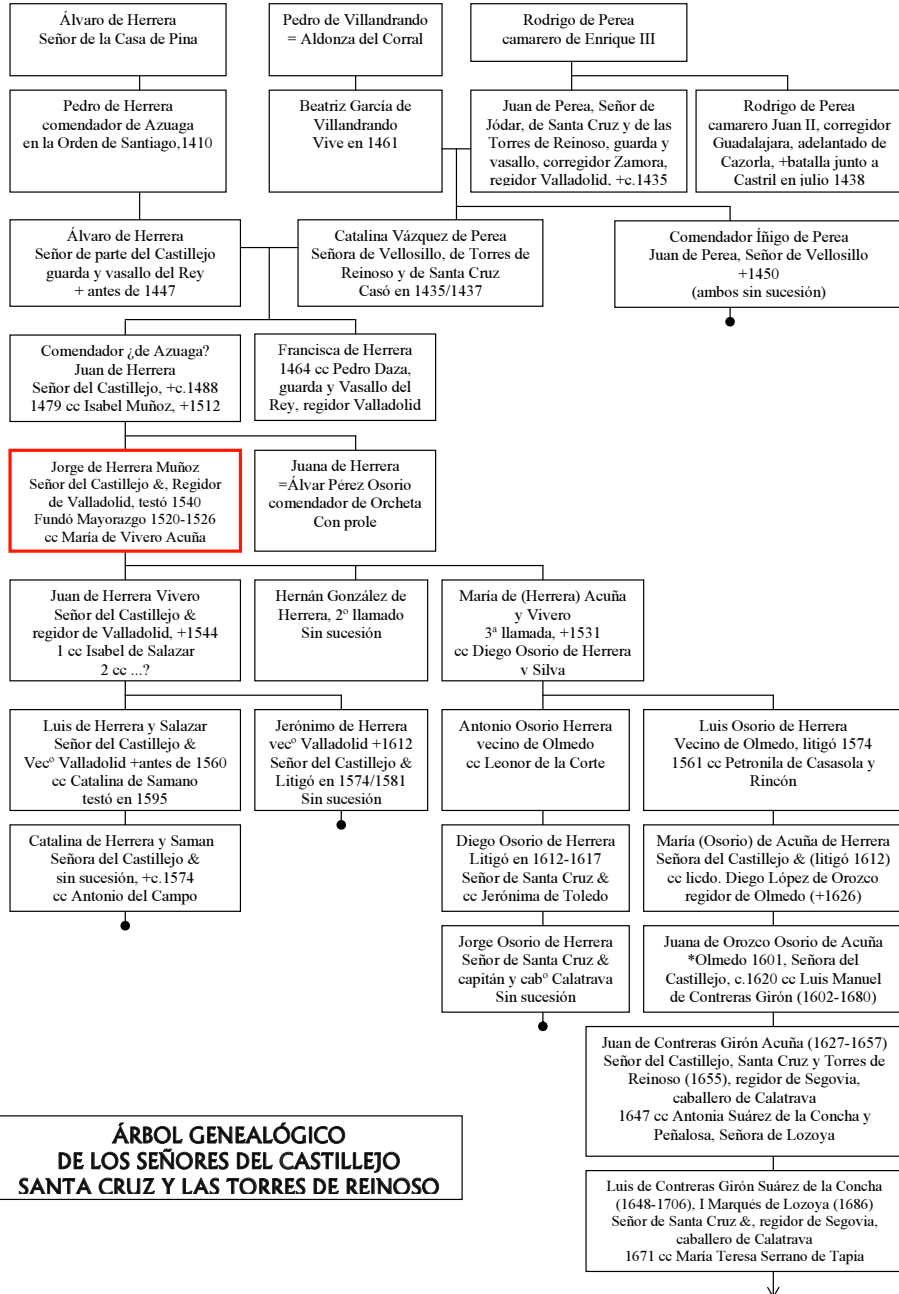 Álvaro de Herrera
Señor de la Casa de Pina
Pedro de Villandrando
= Aldonza del Corral
Rodrigo de Perea
camarero de Enrique III
Pedro de Herrera
comendador de Azuaga
en la Orden de Santiago,1410
Beatriz García de
Villandrando
Vive en 1461
Juan de Perea, Señor de
Jódar, de Santa Cruz y de las
Torres de Reinoso, guarda y
vasallo, corregidor Zamora,
regidor Valladolid, +c.1435
Rodrigo de Perea
camarero Juan II, corregidor
Guadalajara, adelantado de
Cazorla, +batalla junto a
Castril en julio 1438
Álvaro de Herrera
Señor de parte del Castillejo
guarda y vasallo del Rey
+ antes de 1447
Catalina Vázquez de Perea
Señora de Vellosillo, de Torres de
Reinoso y de Santa Cruz
Casó en 1435/1437
Comendador Íñigo de Perea
Juan de Perea, Señor de Vellosillo
+1450
(ambos sin sucesión)
Comendador ¿de Azuaga?
Juan de Herrera
Señor del Castillejo, +c.1488
1479 cc Isabel Muñoz, +1512
Francisca de Herrera
1464 cc Pedro Daza,
guarda y Vasallo del
Rey, regidor Valladolid
Jorge de Herrera Muñoz
Señor del Castillejo &, Regidor
de Valladolid, testó 1540
Fundó Mayorazgo 1520-1526
cc María de Vivero Acuña
Juana de Herrera
=Álvar Pérez Osorio
comendador de Orcheta
Con prole
Juan de Herrera Vivero
Señor del Castillejo &
regidor de Valladolid, +1544
1 cc Isabel de Salazar
2 cc ...?
Hernán González de
Herrera, 2º llamado
Sin sucesión
María de (Herrera) Acuña
y Vivero
3ª llamada, +1531
cc Diego Osorio de Herrera
y Silva
Luis de Herrera y Salazar
Señor del Castillejo &
Vecº Valladolid +antes de 1560
cc Catalina de Samano
testó en 1595
Jerónimo de Herrera
vecº Valladolid +1612
Señor del Castillejo &
Litigó en 1574/1581
Sin sucesión
Antonio Osorio Herrera
vecino de Olmedo
cc Leonor de la Corte
Luis Osorio de Herrera
Vecino de Olmedo, litigó 1574
1561 cc Petronila de Casasola y
Rincón
Catalina de Herrera y Saman
Señora del Castillejo &
sin sucesión, +c.1574
cc Antonio del Campo
Diego Osorio de Herrera
Litigó en 1612-1617
Señor de Santa Cruz &
cc Jerónima de Toledo
María (Osorio) de Acuña de Herrera
Señora del Castillejo & (litigó 1612)
cc licdo. Diego López de Orozco
regidor de Olmedo (+1626)
Jorge Osorio de Herrera
Señor de Santa Cruz &
capitán y cabº Calatrava
Sin sucesión
Juana de Orozco Osorio de Acuña
*Olmedo 1601, Señora del
Castillejo, c.1620 cc Luis Manuel
de Contreras Girón (1602-1680)
Juan de Contreras Girón Acuña (1627-1657)
Señor del Castillejo, Santa Cruz y Torres de
Reinoso (1655), regidor de Segovia,
caballero de Calatrava
1647 cc Antonia Suárez de la Concha y
Peñalosa, Señora de Lozoya
ÁRBOL GENEALÓGICO
DE LOS SEÑORES DEL CASTILLEJO
SANTA CRUZ Y LAS TORRES DE REINOSO
Luis de Contreras Girón Suárez de la Concha
(1648-1706), I Marqués de Lozoya (1686)
Señor de Santa Cruz &, regidor de Segovia,
caballero de Calatrava
1671 cc María Teresa Serrano de Tapia